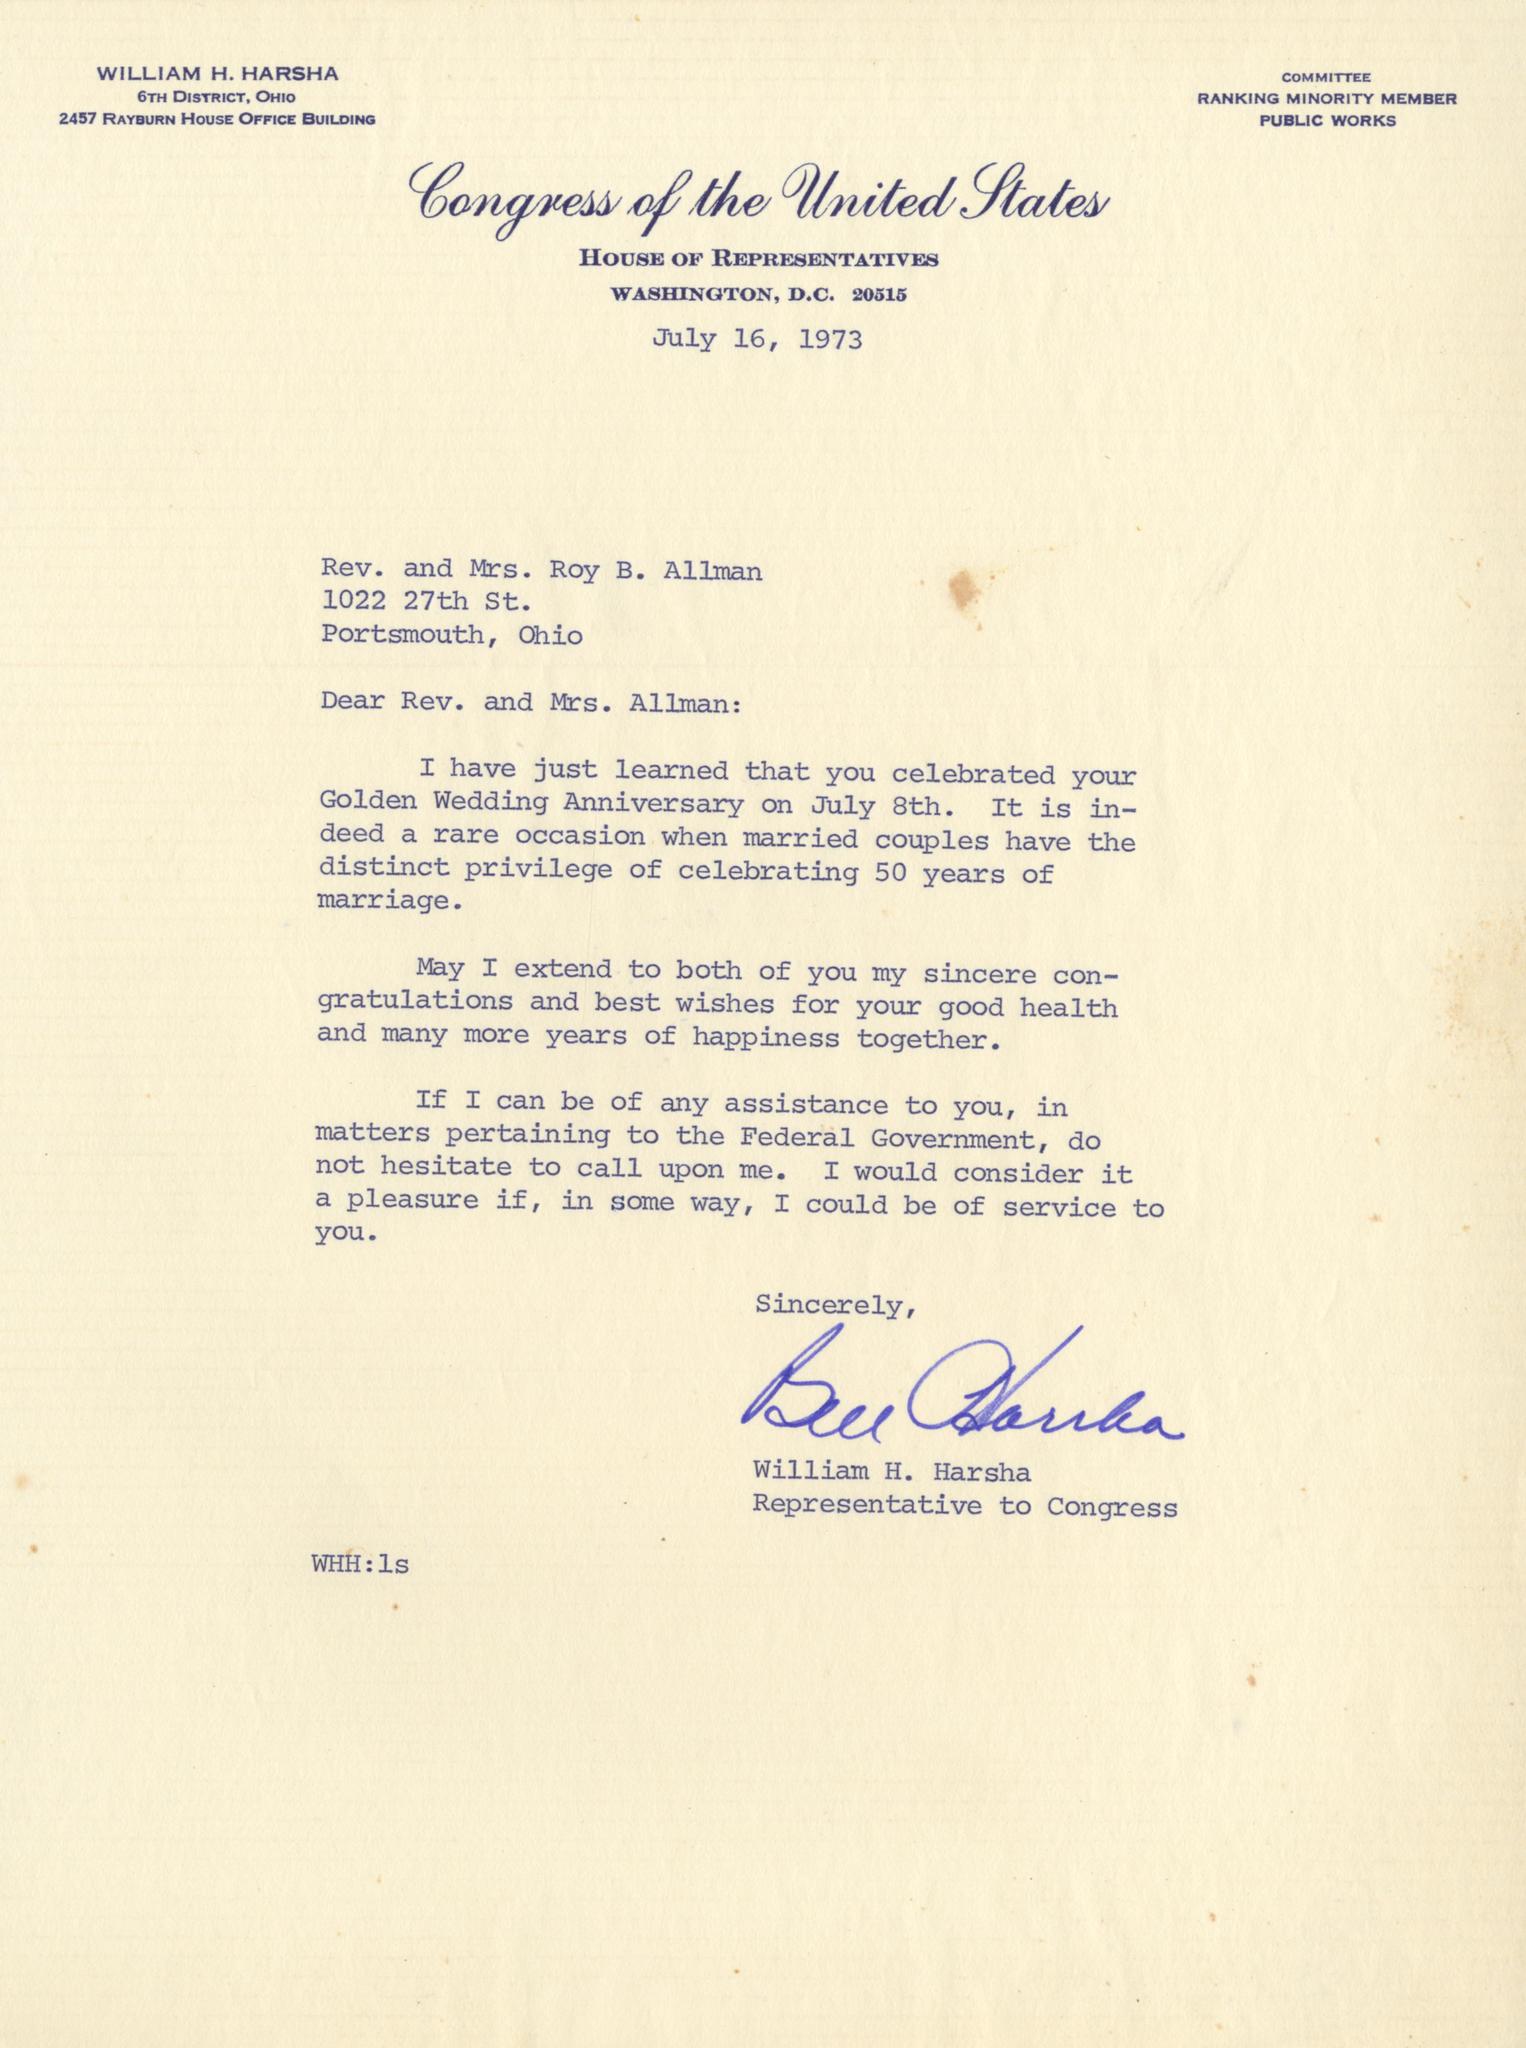 WILLIAM H. HARSHA
6TH DISTRICT, OHIO
2457 RAYBURN HOUSE OFFICE BUILDING
COMMITTEE
RANKING MINORITY MEMBER
PUBLIC WORKS
Congress of the United States
HOUSE OF REPRESENTATIVES
WASHINGTON, D.C. 20515
July 16, 1973
Rev. and Mrs. Roy B. Allman
1022 27th St.
Portsmouth, Ohio
Dear Rev. and Mrs. Allman:
I have just learned that you celebrated your
Golden Wedding Anniversary on July 8th. It is in-
deed a rare occasion when married couples have the
distinct privilege of celebrating 50 years of
marriage.
May I extend to both of you my sincere con-
gratulations and best wishes for your good health
and many more years of happiness together.
If I can be of any assistance to you, in
matters pertaining to the Federal Government, do
not hesitate to call upon me. I would consider it
a pleasure if, in some way, I could be of service to
you.
Sincerely,
Bill Harsha
William H. Harsha
Representative to Congress
WHH:ls